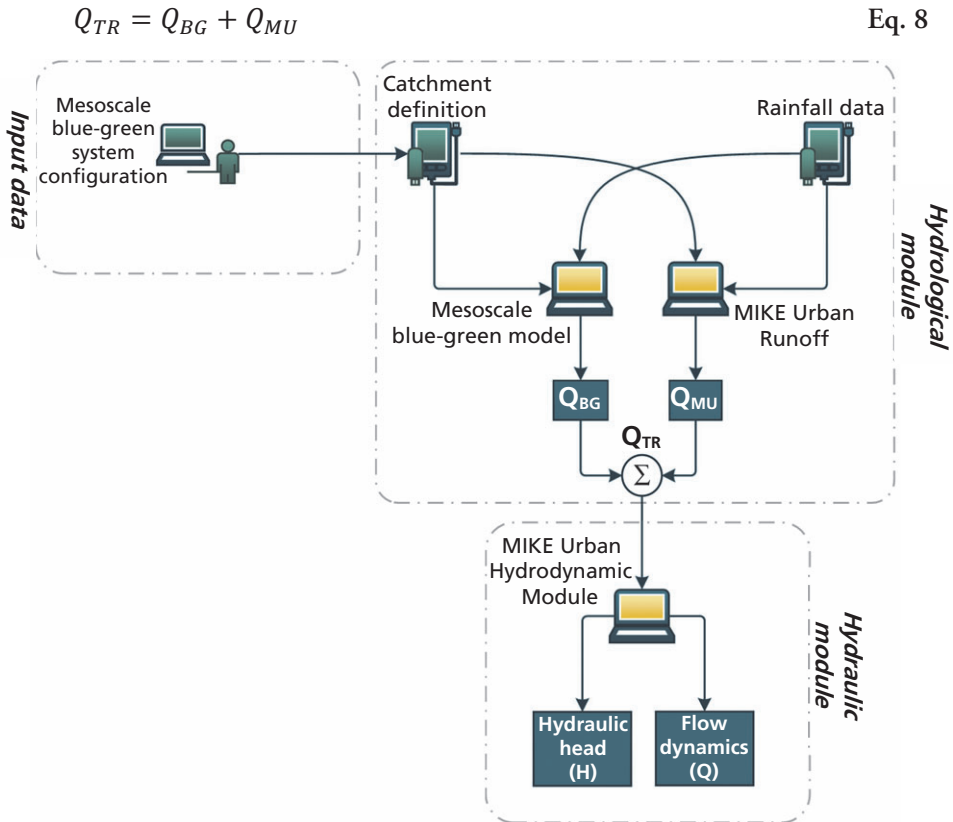 Q_TR = Q_BG + Q_MU
Eq. 8
Input data
Mesoscale
blue-green
system
configuration
Catchment
definition
Rainfall data
Hydrological
module
Mesoscale
blue-green model
MIKE Urban
Runoff
Q_BG
Q_MU
Q_TR
Σ
MIKE Urban
Hydrodynamic
Module
Hydraulic
module
Hydraulic
head
(H)
Flow
dynamics
(Q)